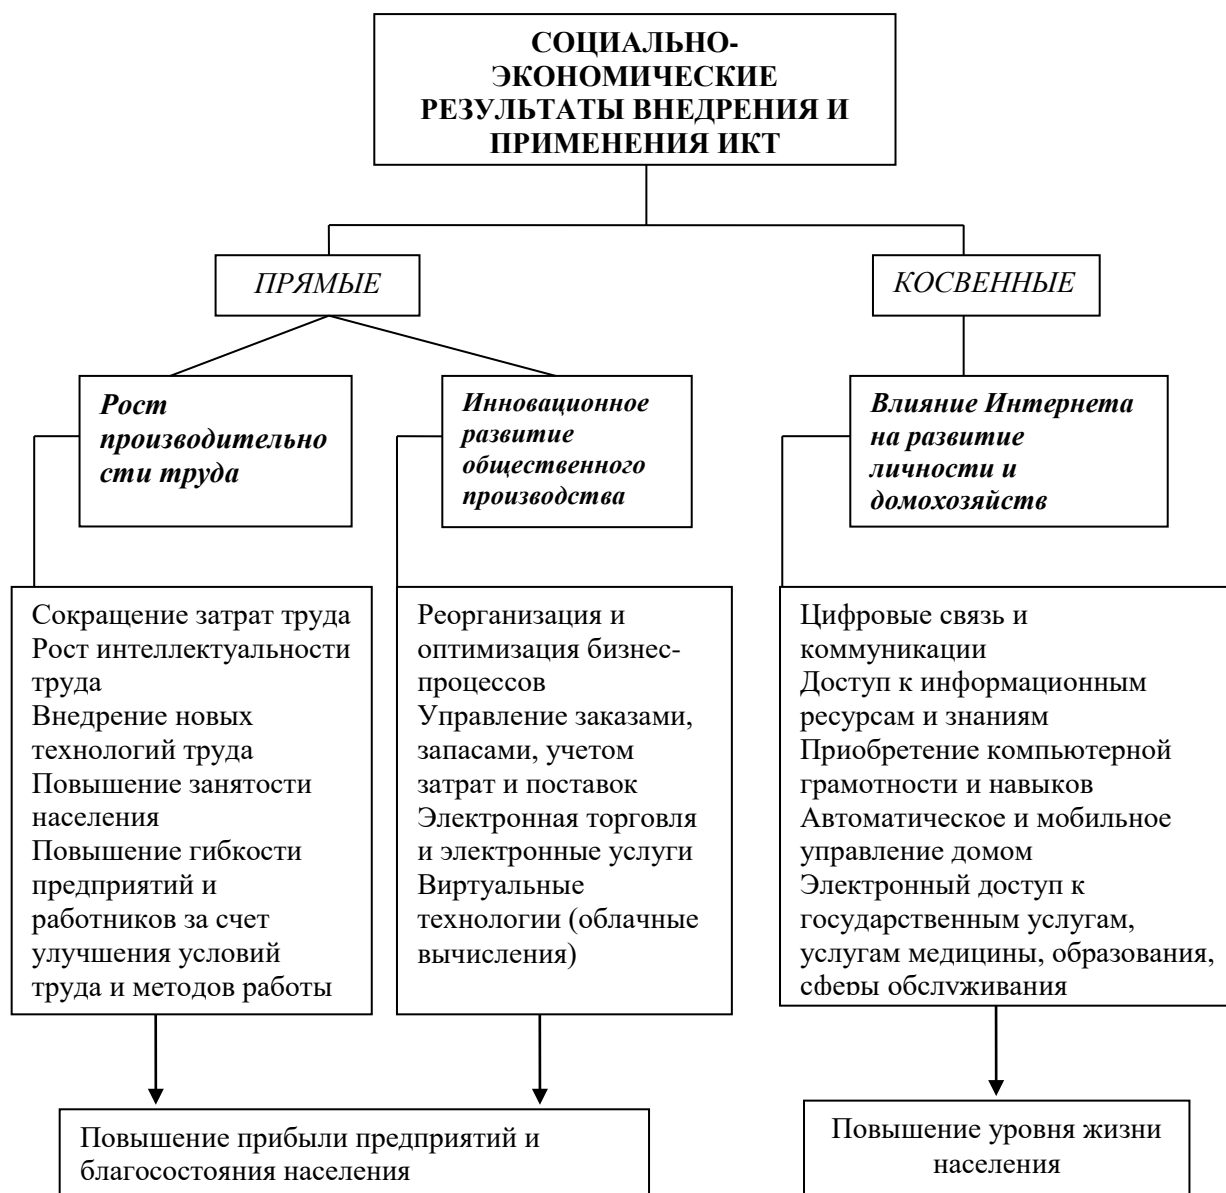 СОЦИАЛЬНО-
ЭКОНОМИЧЕСКИЕ
РЕЗУЛЬТАТЫ ВНЕДРЕНИЯ И
ПРИМЕНЕНИЯ ИКТ
ПРЯМЫЕ
КОСВЕННЫЕ
Рост
производительно
сти труда
Инновационное
развитие
общественного
производства
Влияние Интернета
на развитие
личности и
домохозяйств
Сокращение затрат труда
Рост интеллектуальности
труда
Внедрение новых
технологий труда
Повышение занятости
населения
Повышение гибкости
предприятий и
работников за счет
улучшения условий
труда и методов работы
Реорганизация и
оптимизация бизнес-
процессов
Управление заказами,
запасами, учетом
затрат и поставок
Электронная торговля
и электронные услуги
Виртуальные
технологии (облачные
вычисления)
Цифровые связь и
коммуникации
Доступ к информационным
ресурсам и знаниям
Приобретение компьютерной
грамотности и навыков
Автоматическое и мобильное
управление домом
Электронный доступ к
государственным услугам,
услугам медицины, образования,
сферы обслуживания
Повышение прибыли предприятий и
благосостояния населения
Повышение уровня жизни
населения